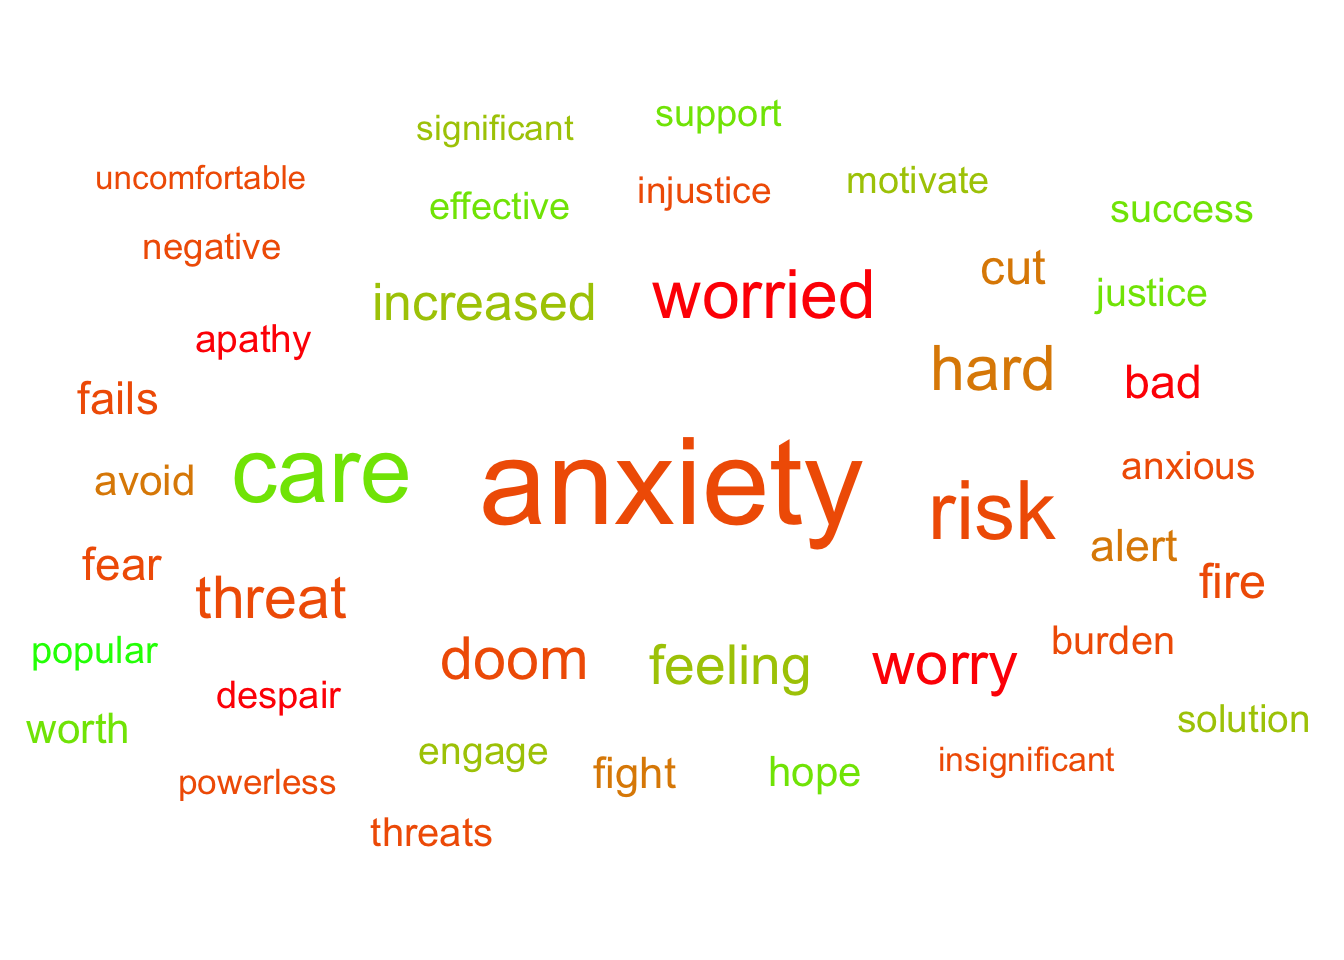 support
significant
uncomfortable
motivate
injustice
effective
success
negative
cut
justice
worried
increased
apathy
hard
bad
fails
anxious
care
avoid
anxiety
risk
alert
fear
fire
threat
burden
popular
doom
feeling
worry
despair
solution
worth
engage
insignificant
fight
hope
powerless
threats